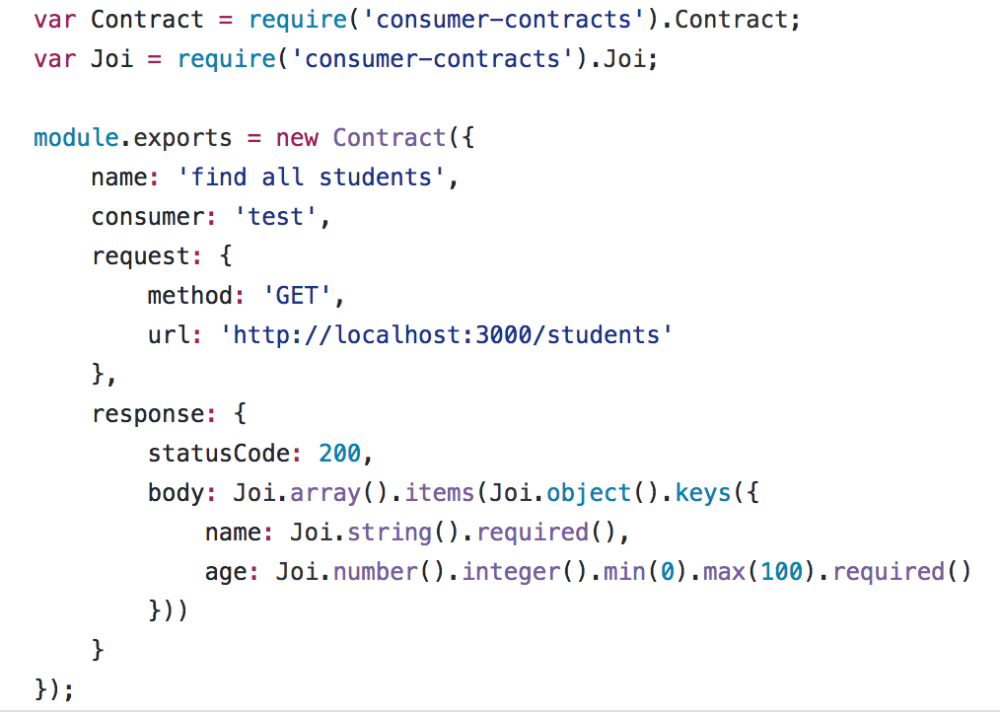 var Contract = require('consumer-contracts').Contract;
var Joi = require('consumer-contracts').Joi;

module.exports = new Contract({
    name: 'find all students',
    consumer: 'test',
    request: {
        method: 'GET',
        url: 'http://localhost:3000/students'
    },
    response: {
        statusCode: 200,
        body: Joi.array().items(Joi.object().keys({
            name: Joi.string().required(),
            age: Joi.number().integer().min(0).max(100).required()
        }))
    }
});